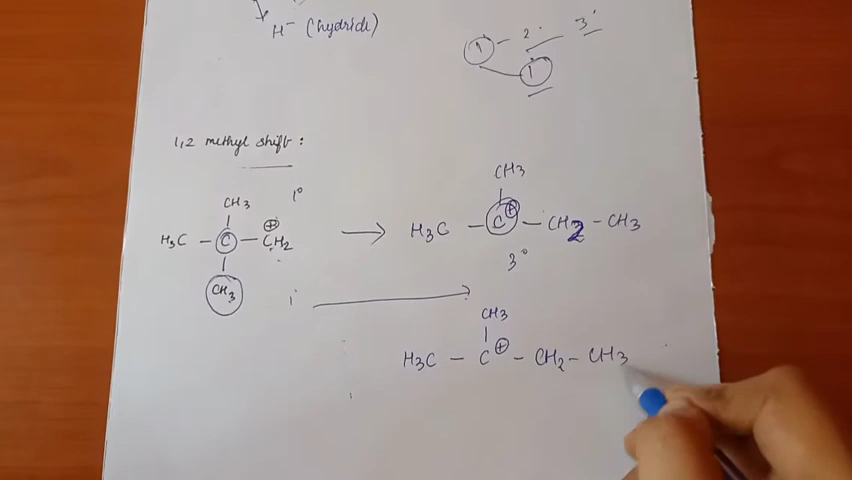 H⁻ (hydride)
1° – 2° 3°
1°
1,2 methyl shift :
CH₃ 1°
H₃C – C – CH₂ ⊕
CH₃
→
CH₃
H₃C – C⊕ – CH2 – CH₃
3°
CH₃
H₃C – C⊕ – CH₂ – CH₃